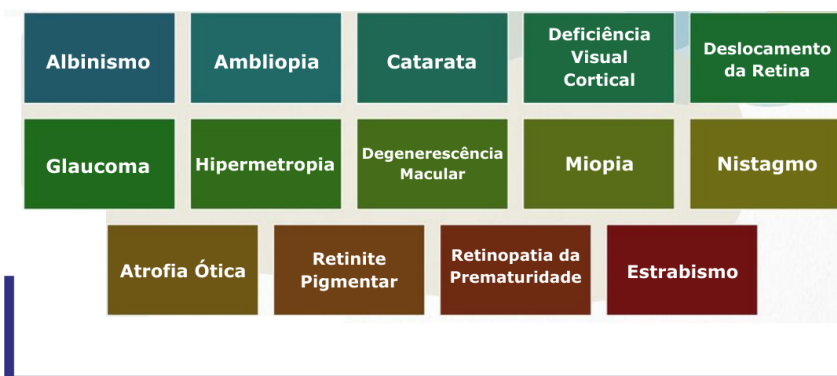 Albinismo
Ambliopia
Catarata
Deficiência
Visual
Cortical
Deslocamento
da Retina
Glaucoma
Hipermetropia
Degenerescência
Macular
Miopia
Nistagmo
Atrofia Ótica
Retinite
Pigmentar
Retinopatia da
Prematuridade
Estrabismo